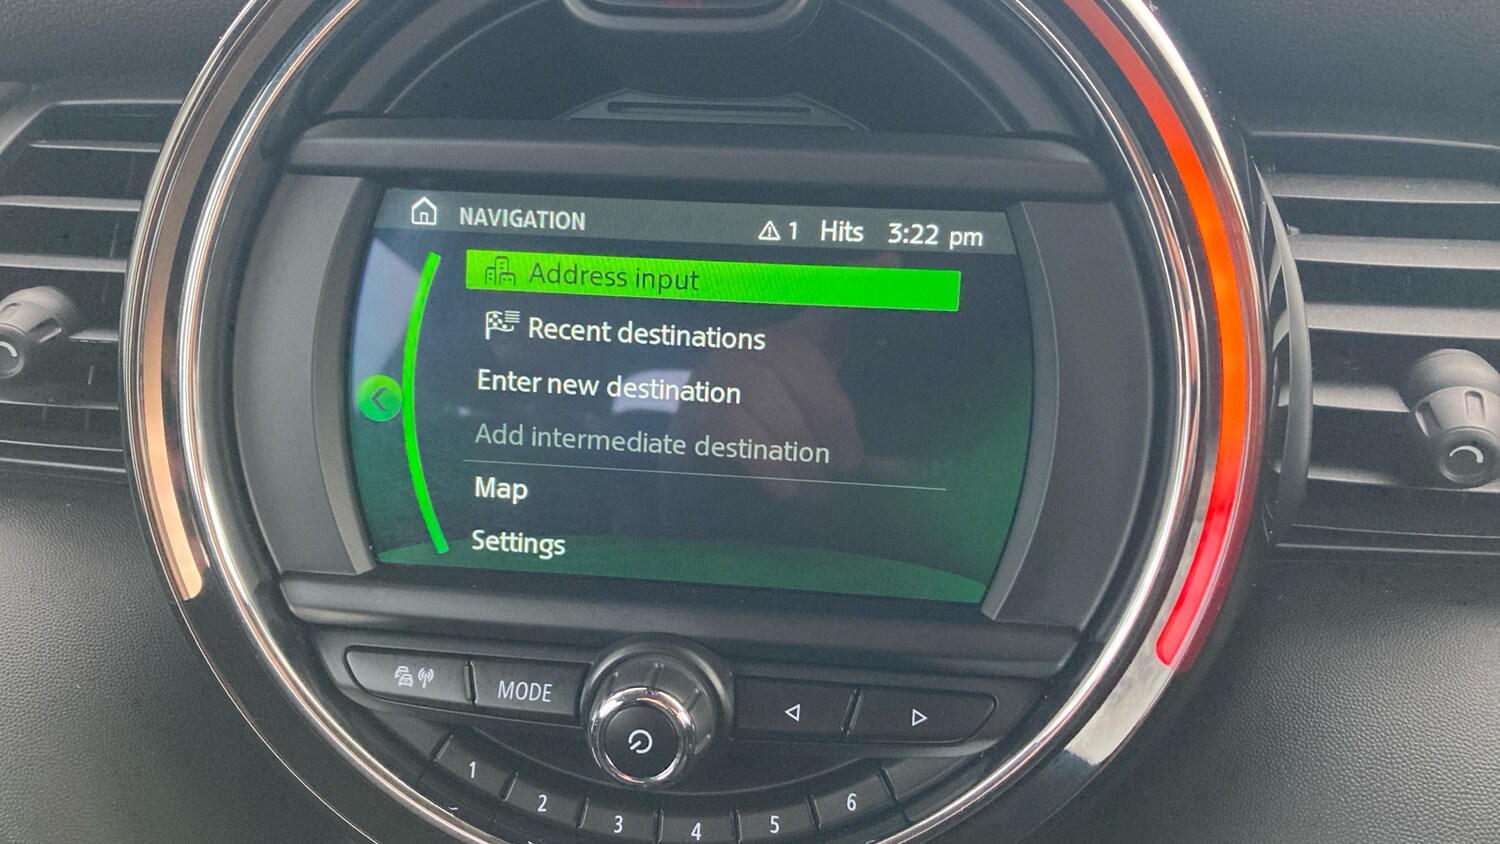 NAVIGATION 1 Hits 3:22 pm
Address input
Recent destinations
Enter new destination
Add intermediate destination
Map
Settings
MODE
1 2 3 4 5 6